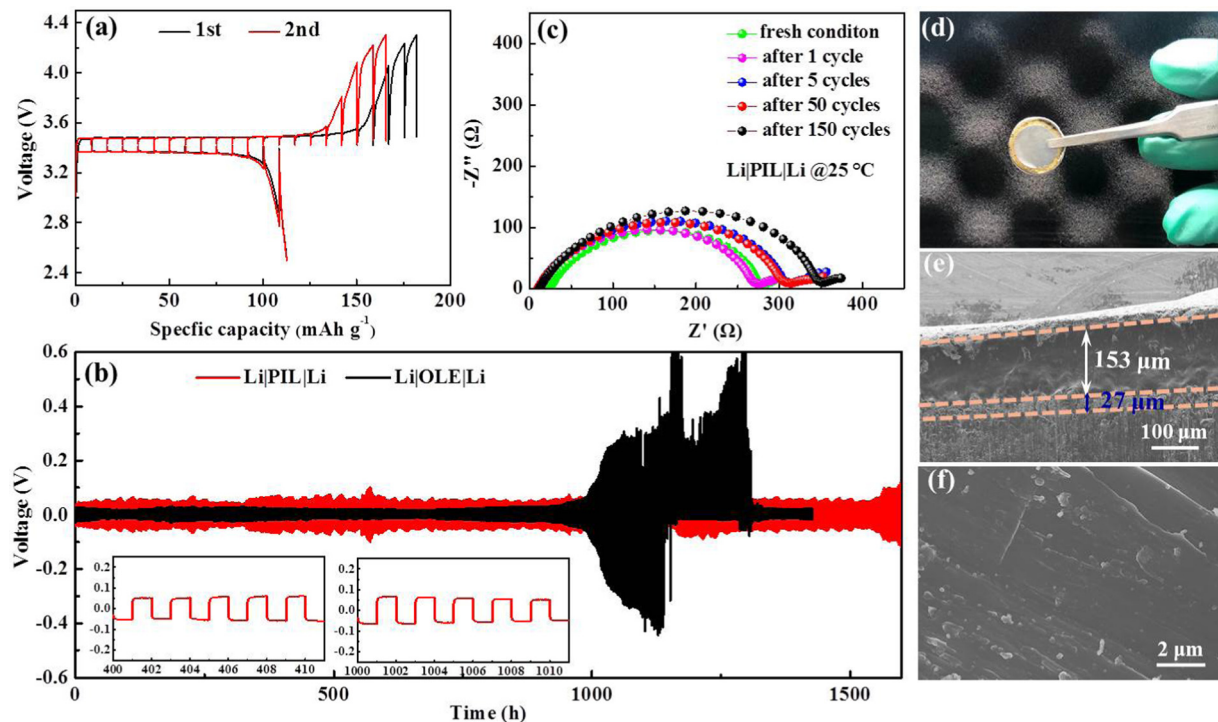 (a)
1st 2nd
4.4
4.0
3.6
3.2
2.8
2.4
Voltage (V)
0 50 100 150 200
Specfic capacity (mAh g⁻¹)
(c)
fresh conditon
after 1 cycle
after 5 cycles
after 50 cycles
after 150 cycles
Li|PIL|Li @25 °C
400
300
200
100
0
-Z'' (Ω)
0 100 200 300 400 500
Z' (Ω)
(d)
(b)
Li|PIL|Li Li|OLE|Li
0.6
0.4
0.2
0.0
-0.2
-0.4
-0.6
Voltage (V)
0.2
0.1
0.0
-0.1
-0.2
400 402 404 406 408 410
0.2
0.1
0.0
-0.1
-0.2
1000 1002 1004 1006 1008 1010
0 500 1000 1500
Time (h)
(e)
153 μm
27 μm
100 μm
(f)
2 μm